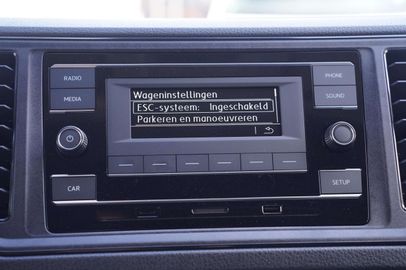 RADIO
MEDIA
CAR
Wageninstellingen
ESC-systeem: Ingeschakeld
Parkeren en manoeuvreren
PHONE
SOUND
SETUP